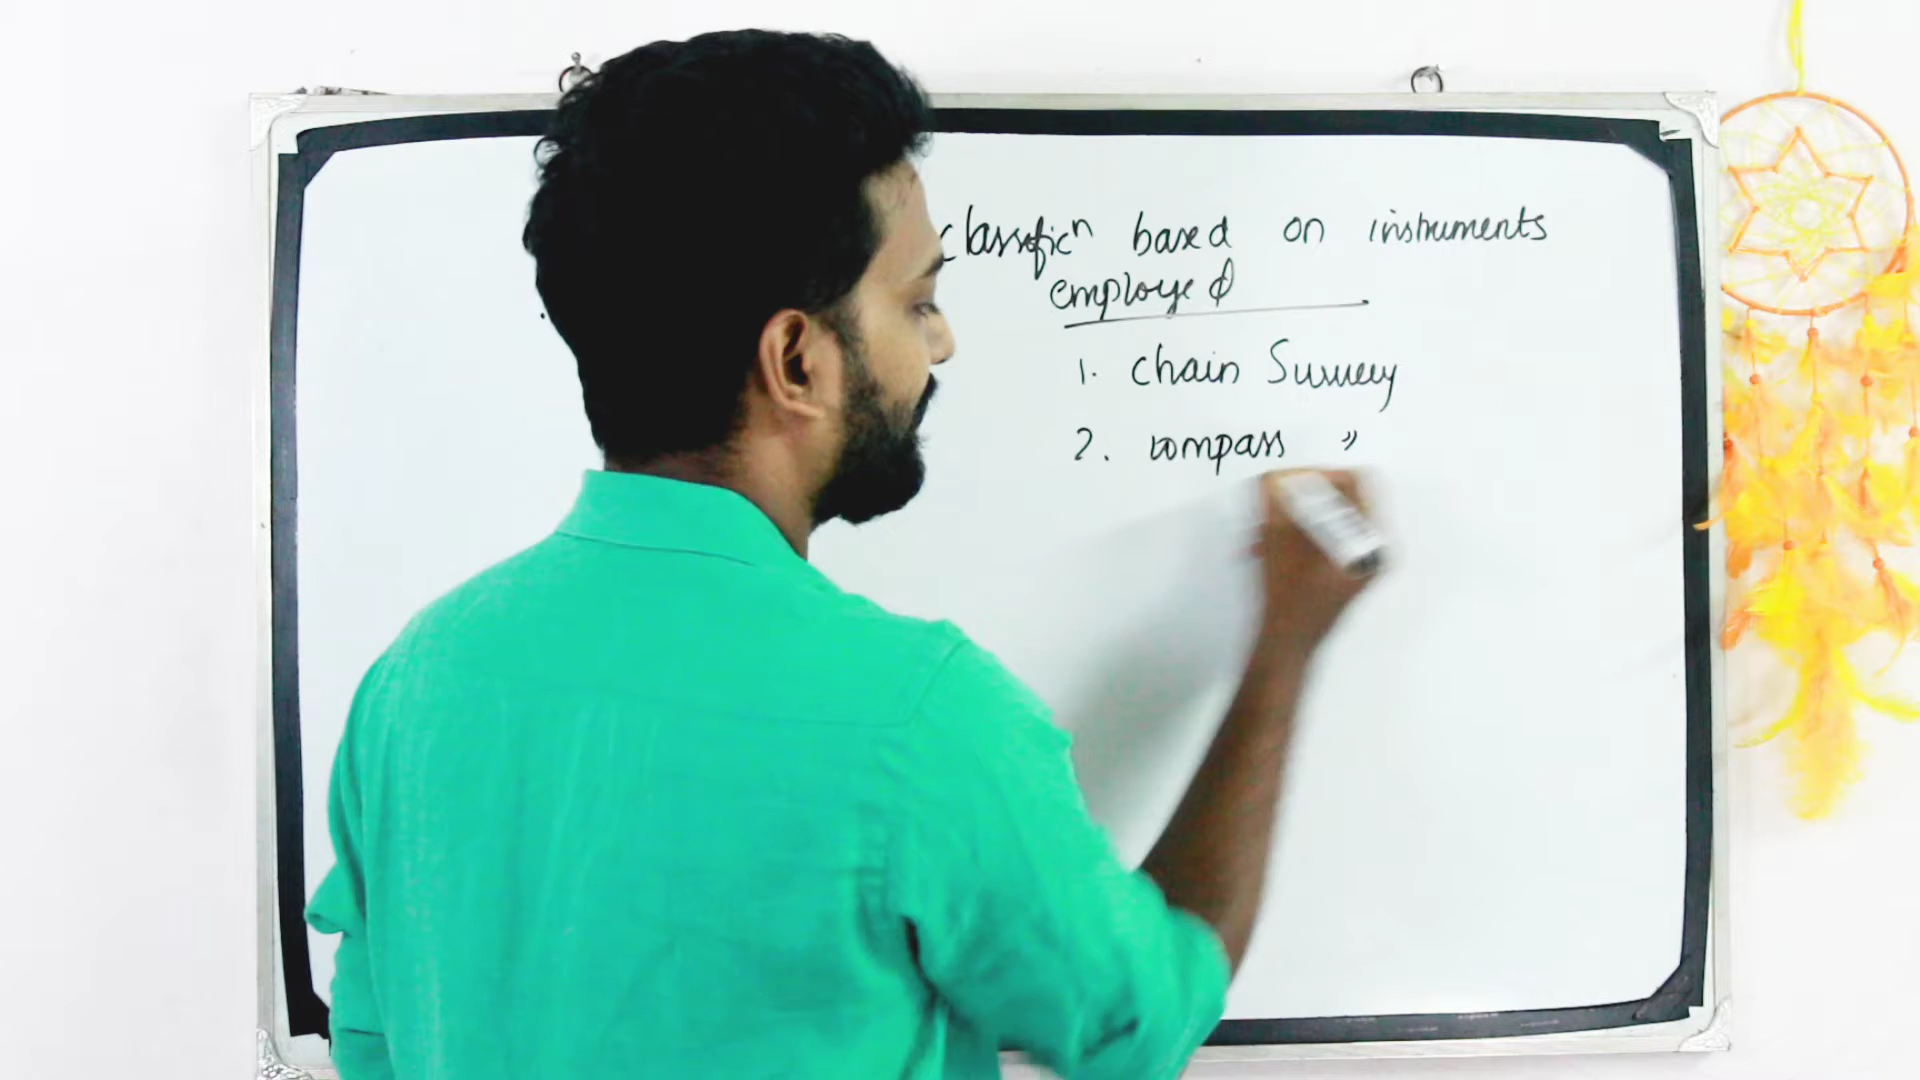 classificn based on instruments
employed
1. chain Survey
2. compass "